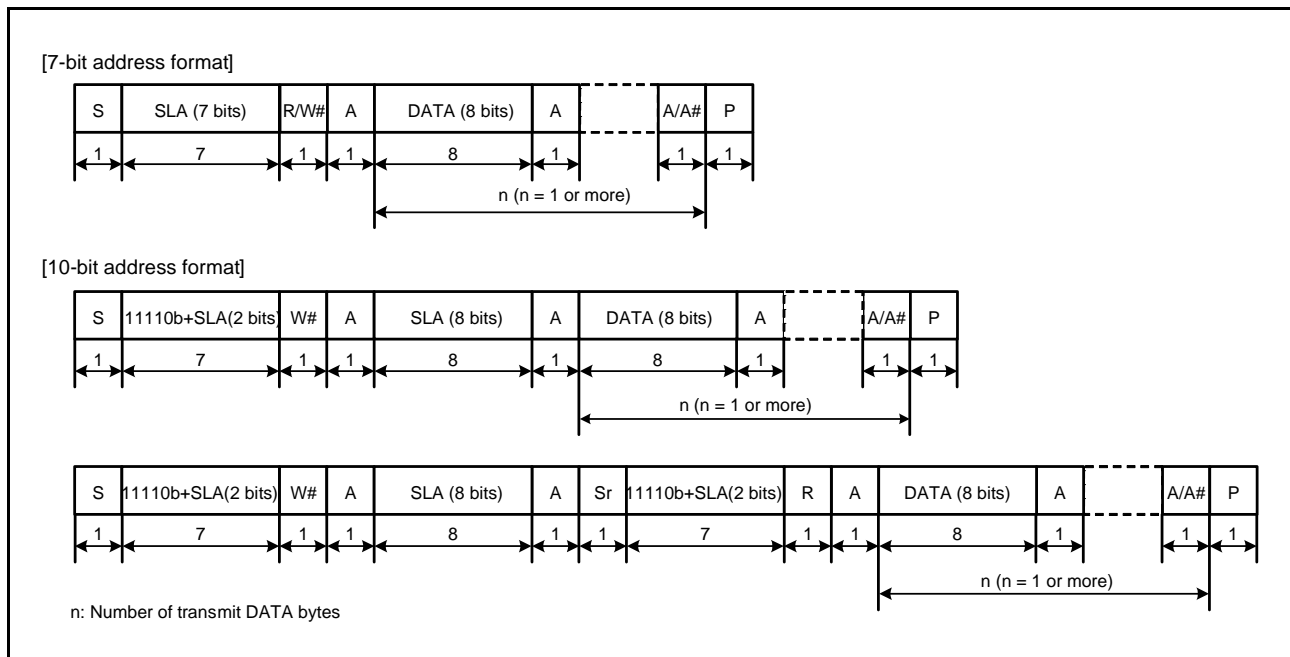 [7-bit address format]
S SLA (7 bits) R/W# A DATA (8 bits) A A/A# P
1 7 1 1 8 1 1 1
n (n = 1 or more)
[10-bit address format]
S 11110b+SLA(2 bits) W# A SLA (8 bits) A DATA (8 bits) A A/A# P
1 7 1 1 8 1 8 1 1 1
n (n = 1 or more)
S 11110b+SLA(2 bits) W# A SLA (8 bits) A Sr 11110b+SLA(2 bits) R A DATA (8 bits) A A/A# P
1 7 1 1 8 1 1 7 1 1 8 1 1 1
n (n = 1 or more)
n: Number of transmit DATA bytes